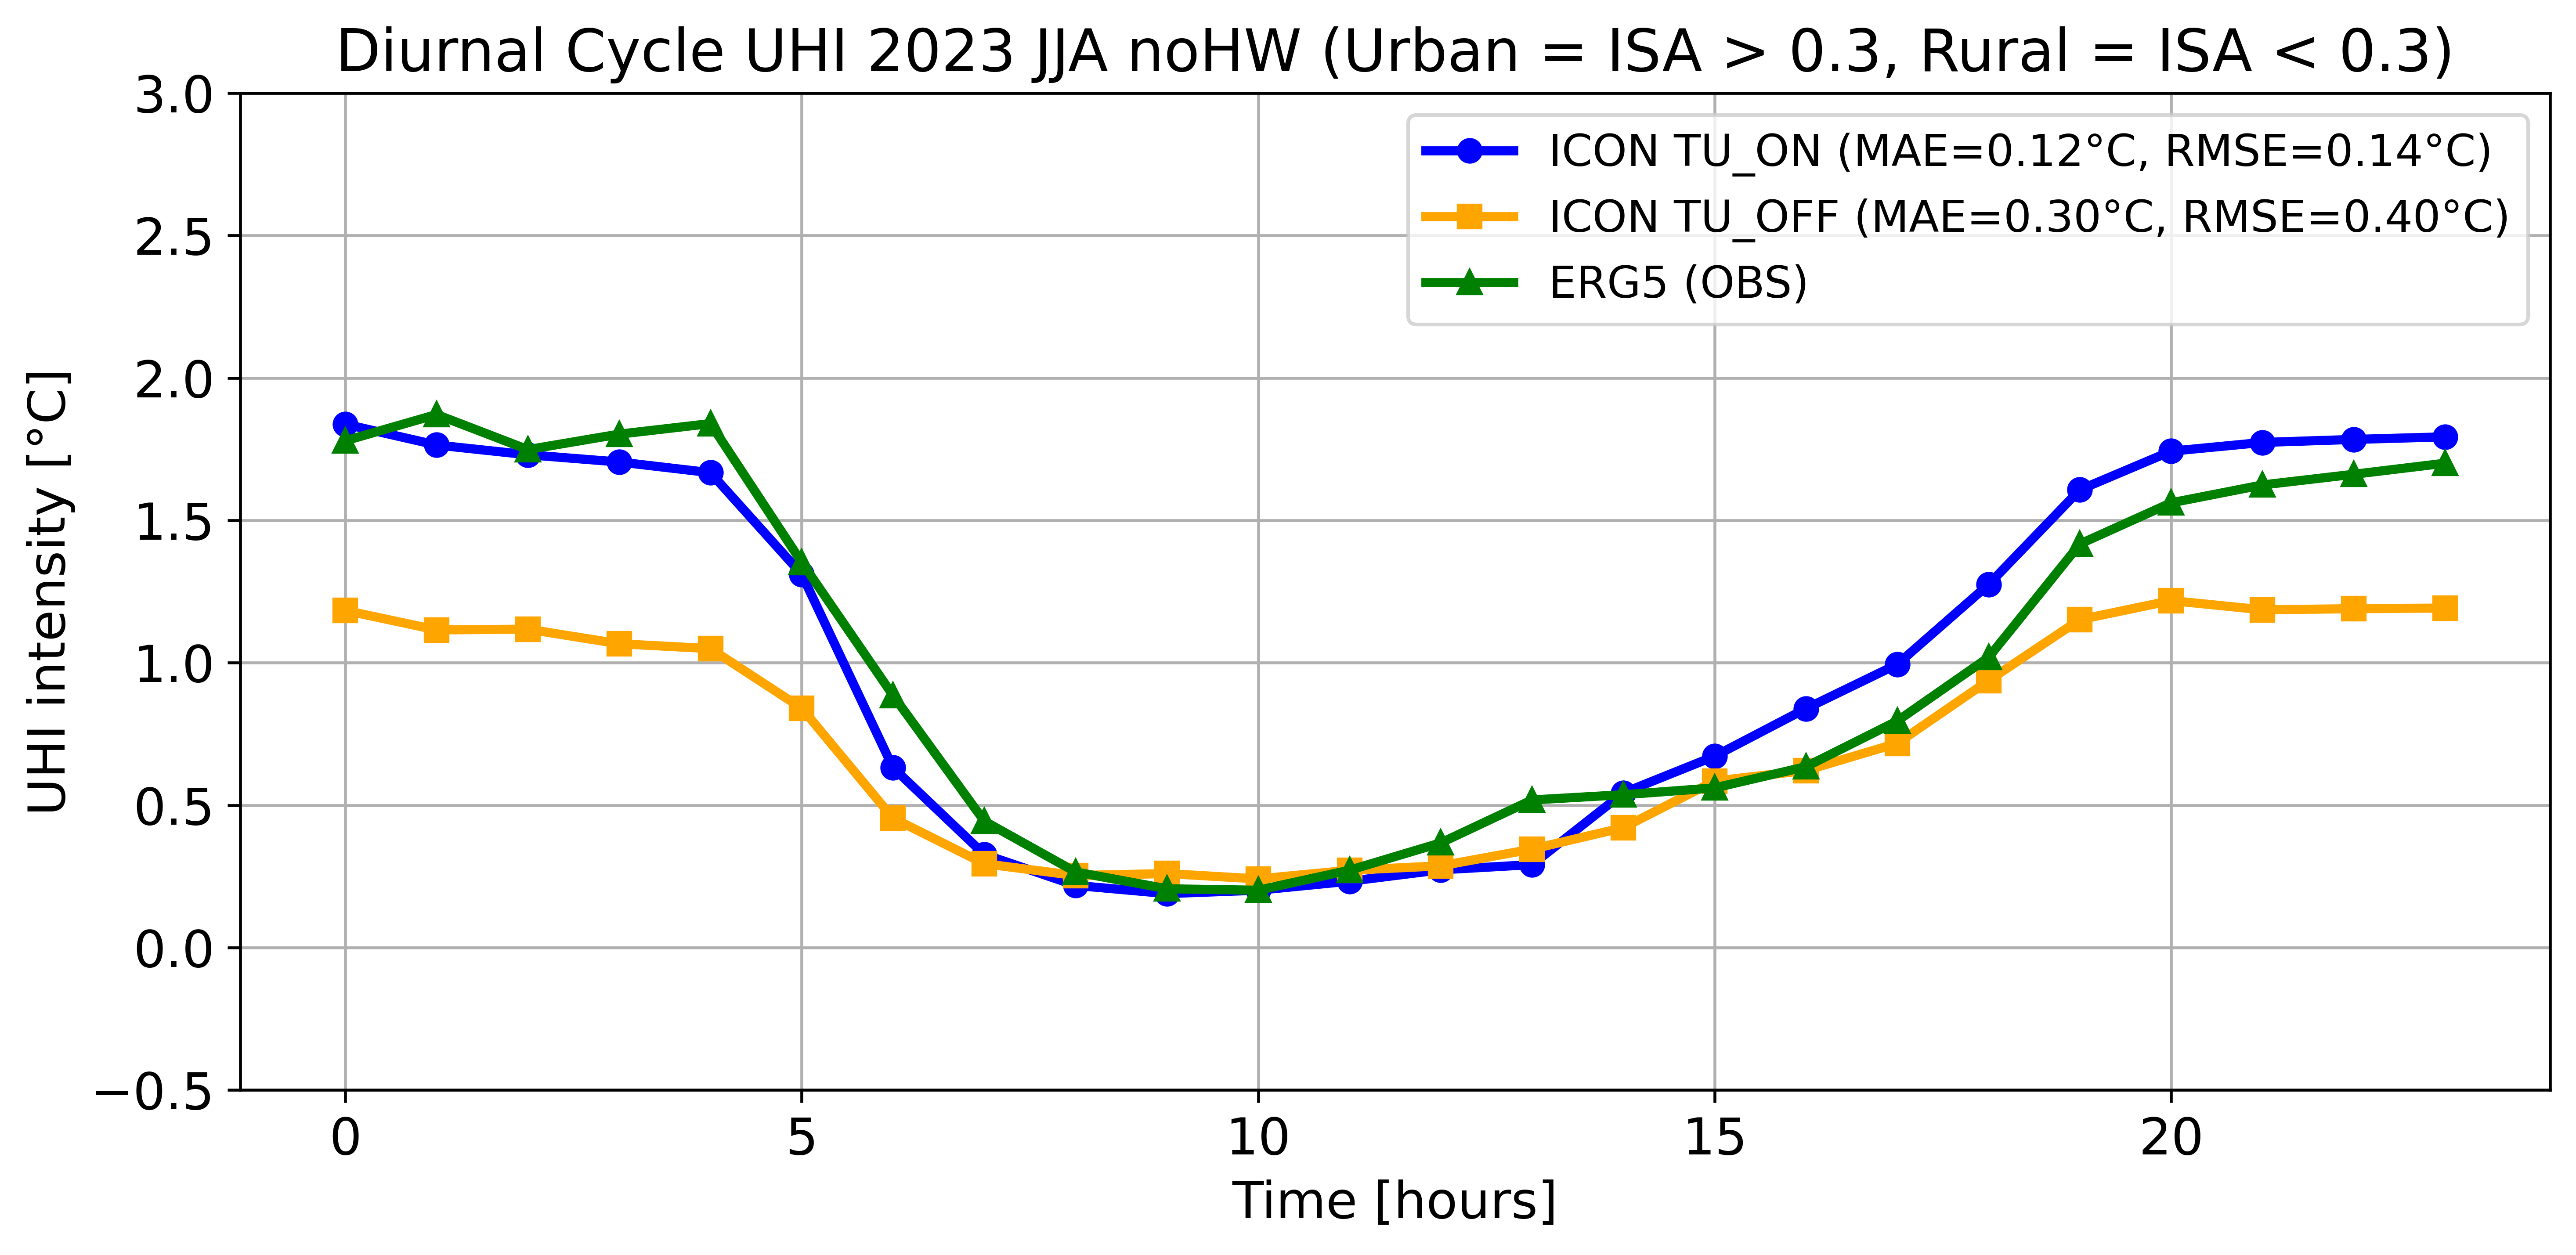 Diurnal Cycle UHI 2023 JJA noHW (Urban = ISA > 0.3, Rural = ISA < 0.3)
ICON TU_ON (MAE=0.12°C, RMSE=0.14°C)
ICON TU_OFF (MAE=0.30°C, RMSE=0.40°C)
ERG5 (OBS)
UHI intensity [°C]
3.0
2.5
2.0
1.5
1.0
0.5
0.0
−0.5
0 5 10 15 20
Time [hours]